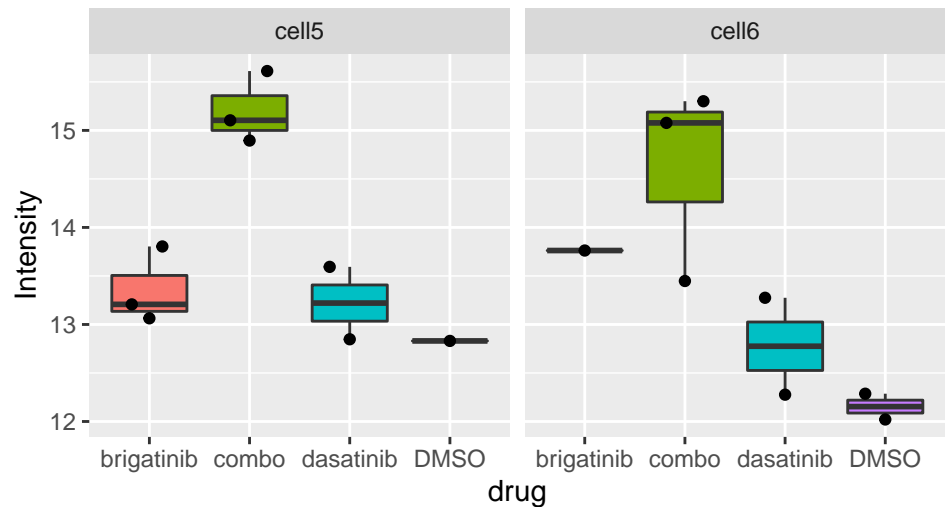 cell5 cell6
Intensity
15
14
13
12
brigatinib combo dasatinib DMSO brigatinib combo dasatinib DMSO
drug